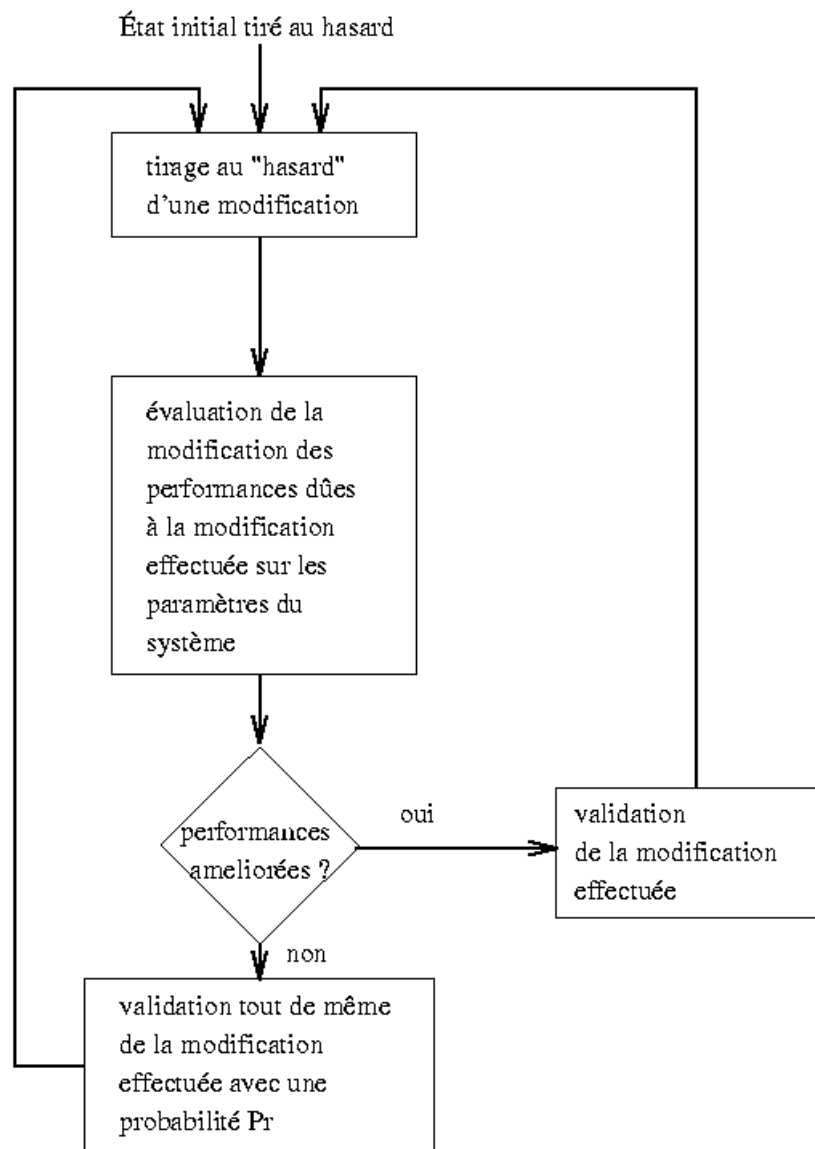 État initial tiré au hasard
tirage au "hasard"
d'une modification
évaluation de la
modification des
performances dûes
à la modification
effectuée sur les
paramètres du
système
performances
ameliorées ?
oui
validation
de la modification
effectuée
non
validation tout de même
de la modification
effectuée avec une
probabilité Pr